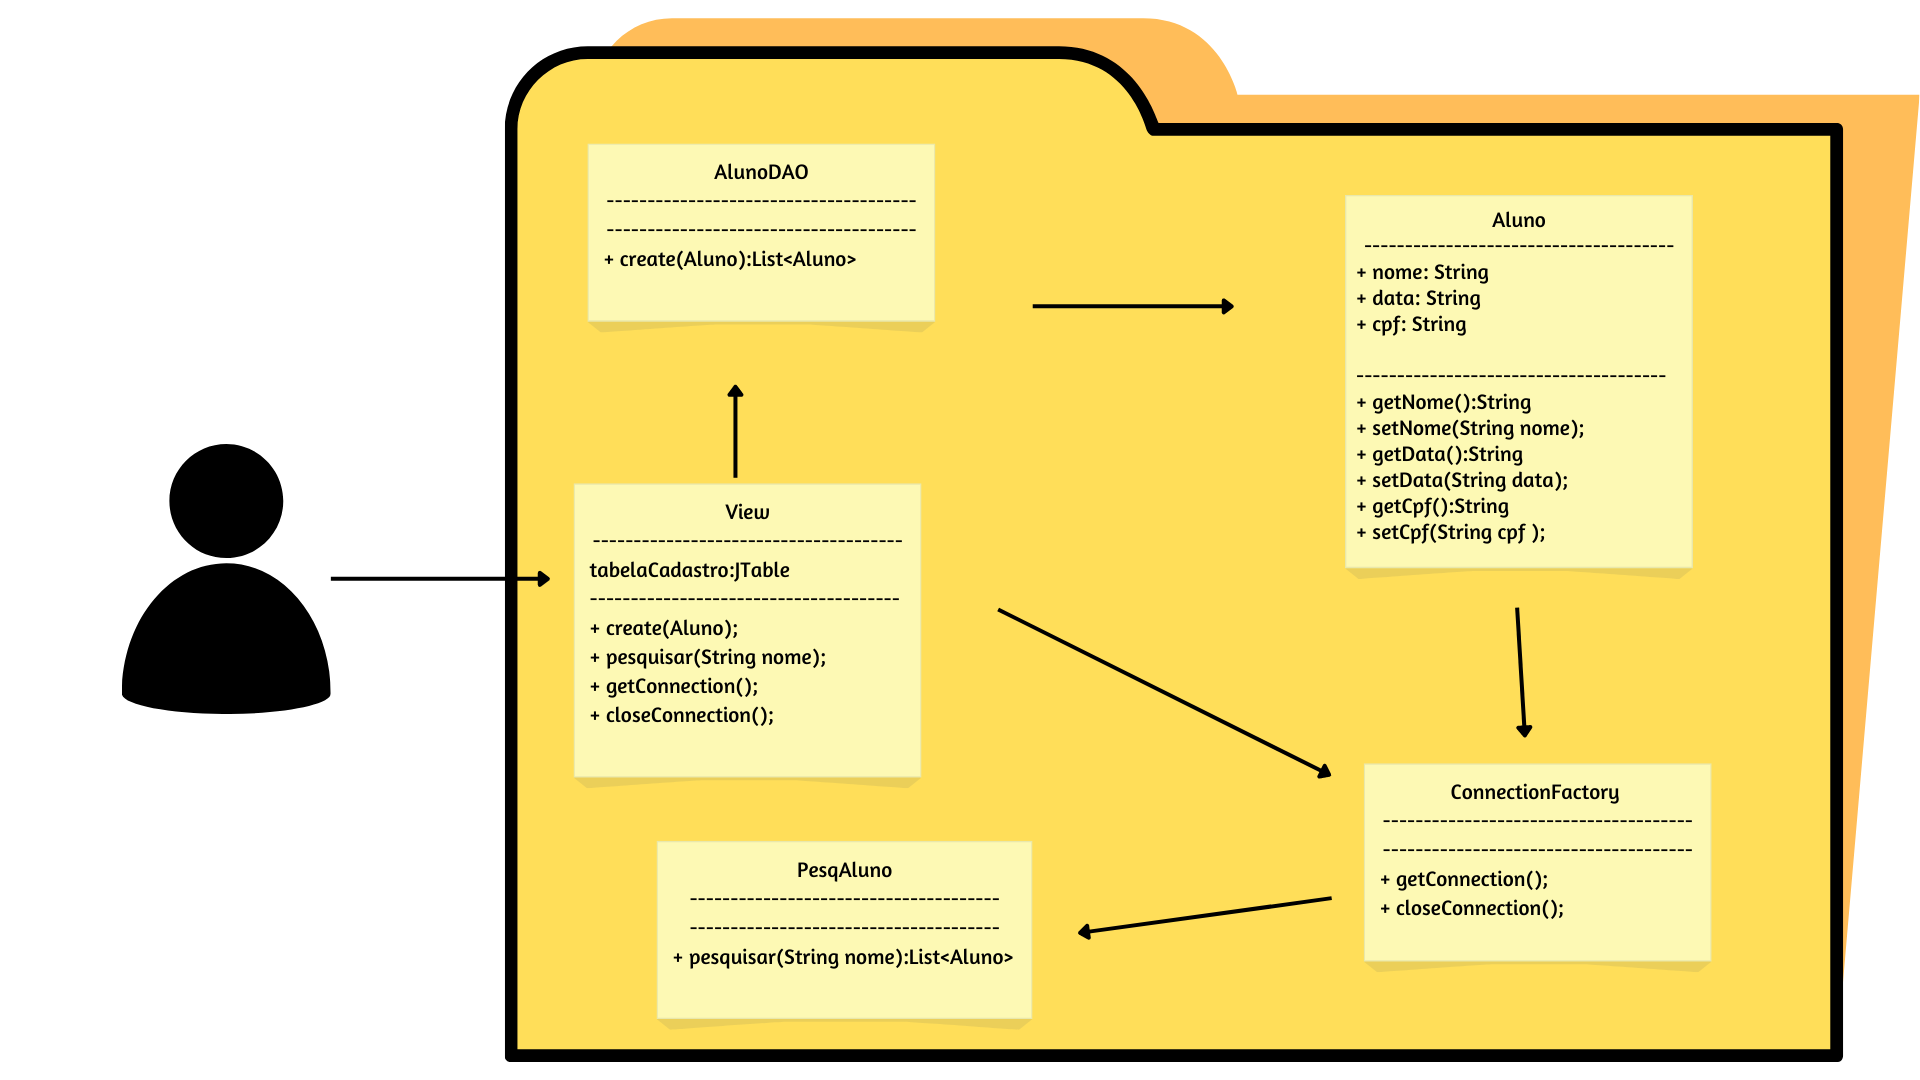 AlunoDAO
--------------------------------------
--------------------------------------
+ create(Aluno):List<Aluno>
Aluno
--------------------------------------
+ nome: String
+ data: String
+ cpf: String
--------------------------------------
+ getNome():String
+ setNome(String nome);
+ getData():String
+ setData(String data);
+ getCpf():String
+ setCpf(String cpf );
View
--------------------------------------
tabelaCadastro:JTable
--------------------------------------
+ create(Aluno);
+ pesquisar(String nome);
+ getConnection();
+ closeConnection();
ConnectionFactory
--------------------------------------
--------------------------------------
+ getConnection();
+ closeConnection();
PesqAluno
--------------------------------------
--------------------------------------
+ pesquisar(String nome):List<Aluno>